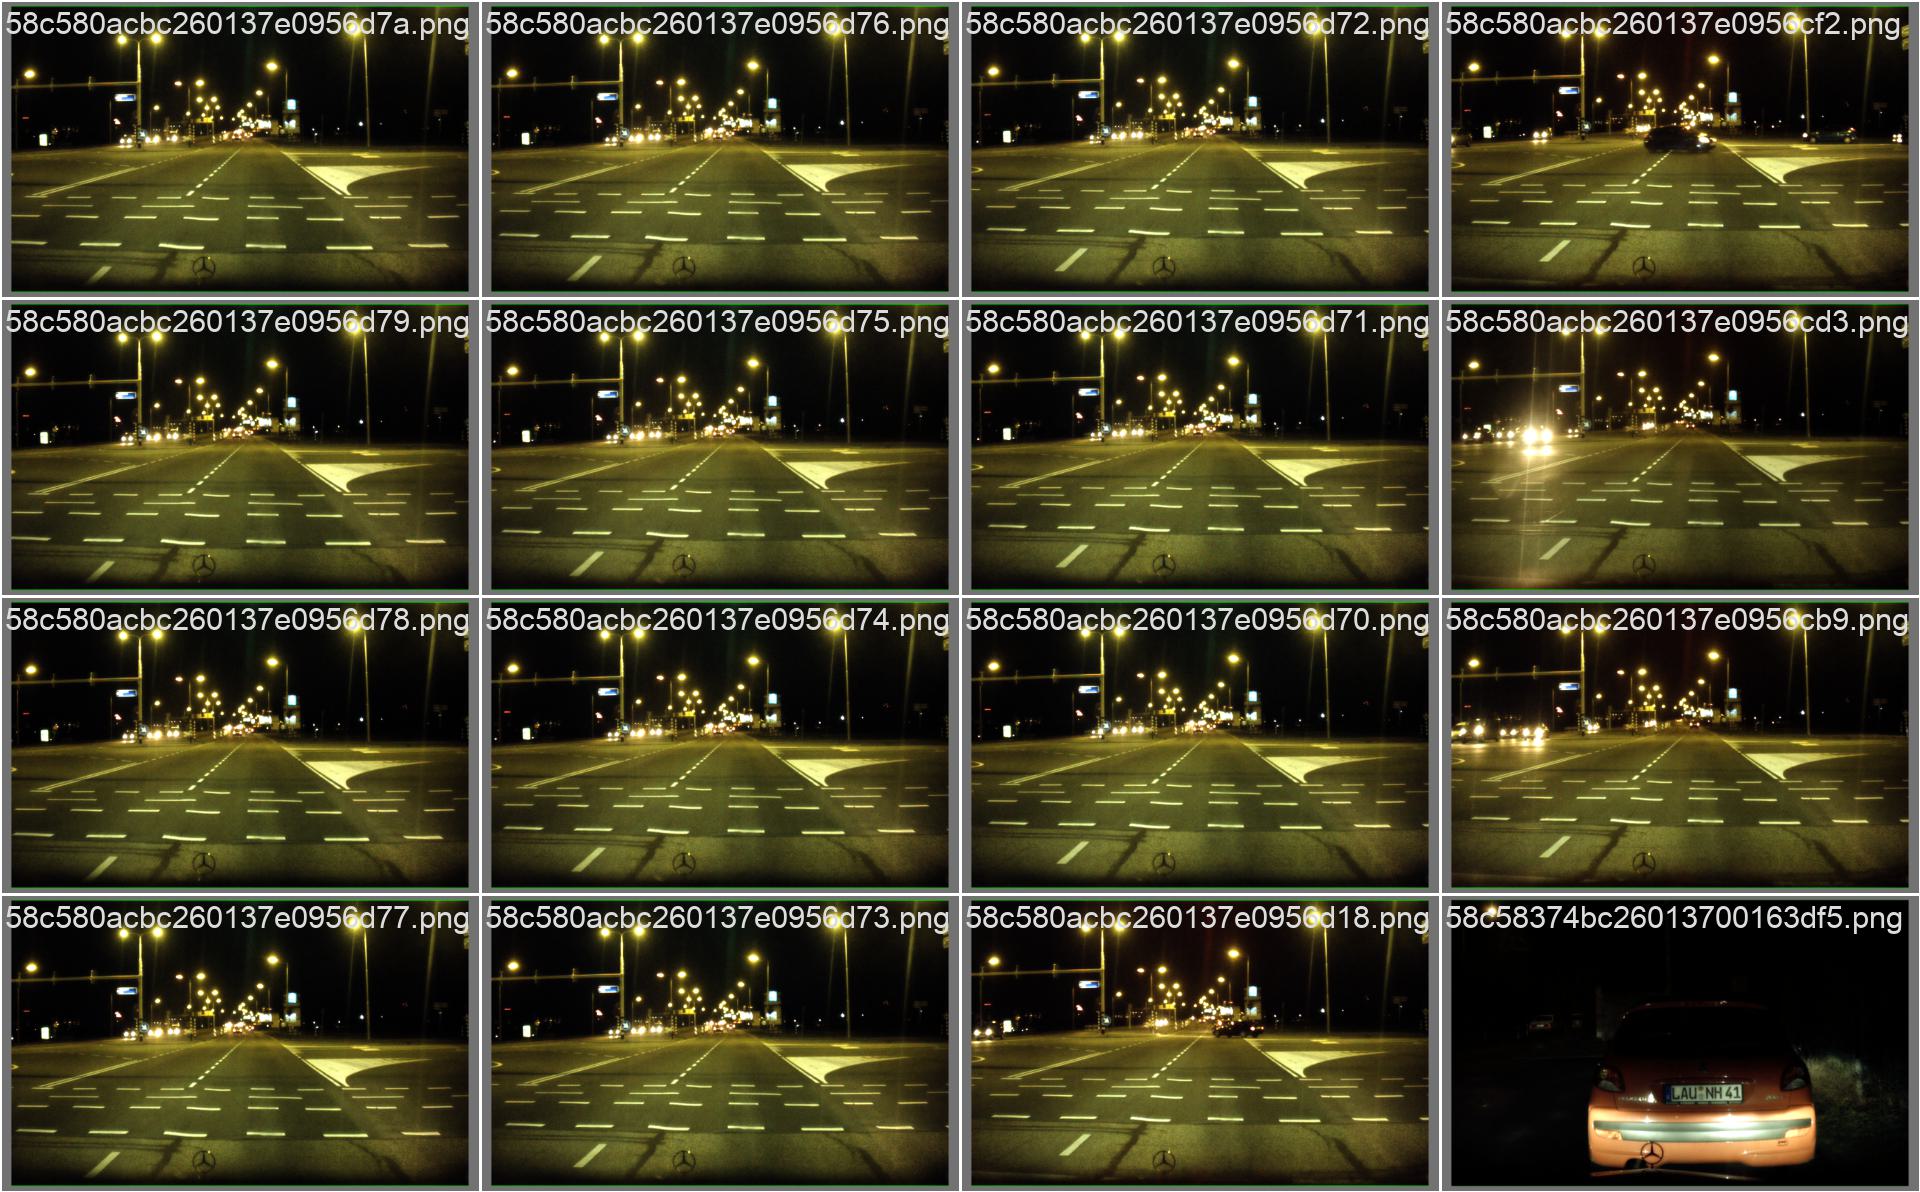 58c580acbc260137e0956d7a.png
58c580acbc260137e0956d76.png
58c580acbc260137e0956d72.png
58c580acbc260137e0956cf2.png
58c580acbc260137e0956d79.png
58c580acbc260137e0956d75.png
58c580acbc260137e0956d71.png
58c580acbc260137e0956cd3.png
58c580acbc260137e0956d78.png
58c580acbc260137e0956d74.png
58c580acbc260137e0956d70.png
58c580acbc260137e0956cb9.png
58c580acbc260137e0956d77.png
58c580acbc260137e0956d73.png
58c580acbc260137e0956d18.png
58c58374bc26013700163df5.png
LAU NH 41